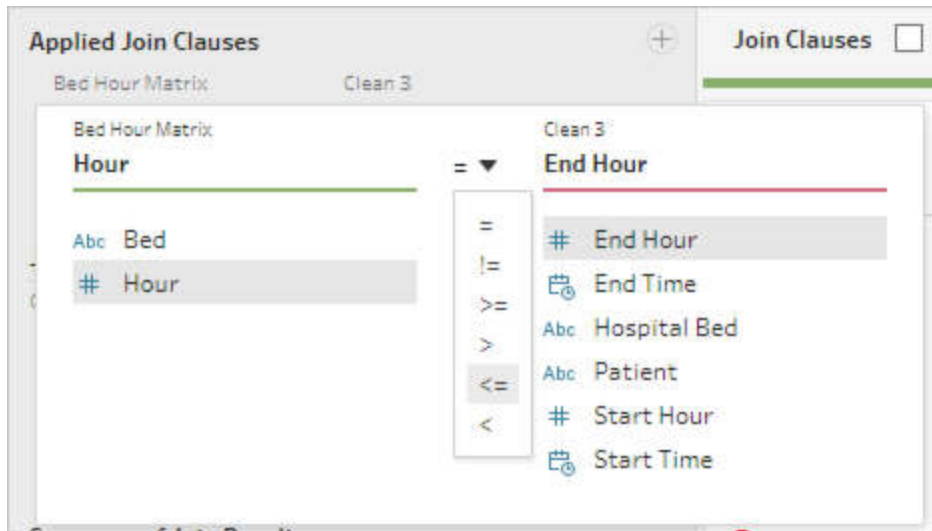 Applied Join Clauses
Join Clauses
Bed Hour Matrix Clean 3
Bed Hour Matrix
Hour
= ▼
Clean 3
End Hour
Abc Bed
# Hour
=
!=
>=
>
<=
<
# End Hour
End Time
Abc Hospital Bed
Abc Patient
# Start Hour
Start Time